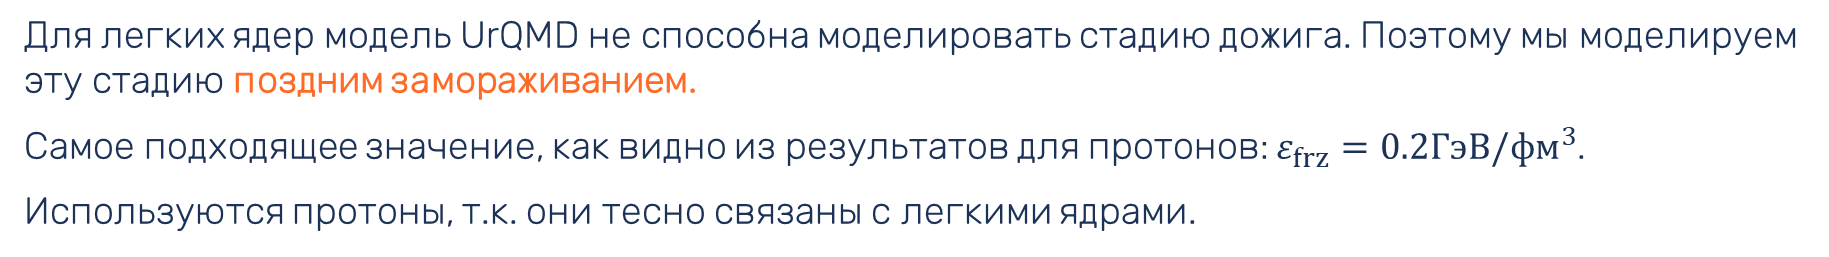 Для легких ядер модель UrQMD не способна моделировать стадию дожига. Поэтому мы моделируем
эту стадию поздним замораживанием.
Самое подходящее значение, как видно из результатов для протонов: εfrz = 0.2ГэВ/фм³.
Используются протоны, т.к. они тесно связаны с легкими ядрами.